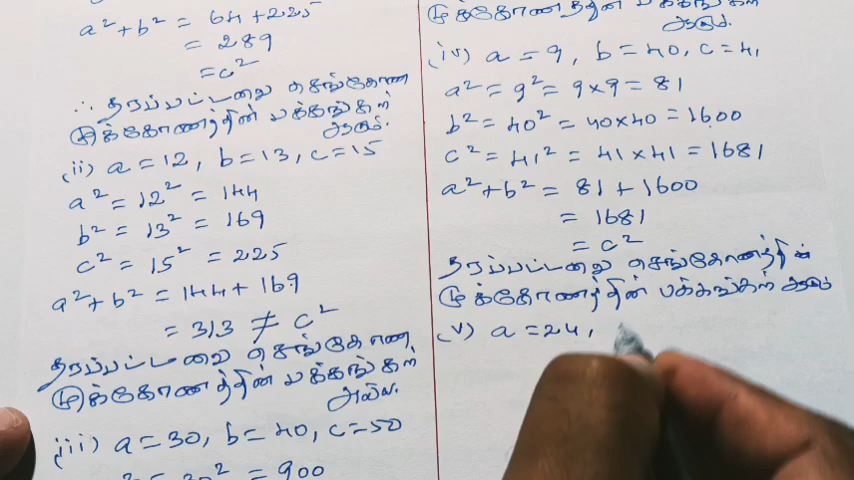 a² + b² = 64 + 225
= 289
= c²
∴ தரப்பட்டவை செங்கோண
முக்கோணத்தின் பக்கங்கள்
ஆகும்.
(ii) a = 12, b = 13, c = 15
a² = 12² = 144
b² = 13² = 169
c² = 15² = 225
a² + b² = 144 + 169
= 313 ≠ c²
தரப்பட்டவை செங்கோண
முக்கோணத்தின் பக்கங்கள்
அல்ல.
(iii) a = 30, b = 40, c = 50
= 900
முக்கோணத்தின் பக்கங்கள்
ஆகும்.
(iv) a = 9, b = 40, c = 41
a² = 9² = 9 × 9 = 81
b² = 40² = 40 × 40 = 1600
c² = 41² = 41 × 41 = 1681
a² + b² = 81 + 1600
= 1681
= c²
தரப்பட்டவை செங்கோணத்தின்
முக்கோணத்தின் பக்கங்கள் ஆகும்
(v) a = 24,